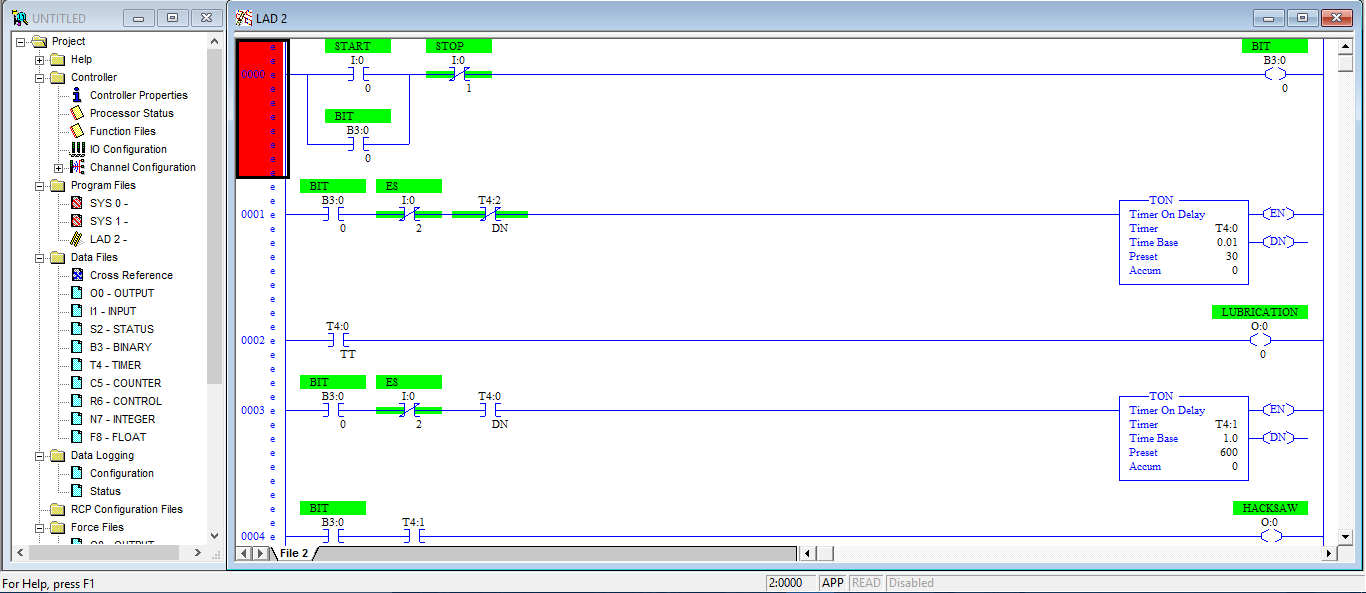 UNTITLED
Project
Help
Controller
Controller Properties
Processor Status
Function Files
IO Configuration
Channel Configuration
Program Files
SYS 0 -
SYS 1 -
LAD 2 -
Data Files
Cross Reference
O0 - OUTPUT
I1 - INPUT
S2 - STATUS
B3 - BINARY
T4 - TIMER
C5 - COUNTER
R6 - CONTROL
N7 - INTEGER
F8 - FLOAT
Data Logging
Configuration
Status
RCP Configuration Files
Force Files
O0 - OUTPUT
LAD 2
START STOP BIT
I:0 I:0 B3:0
0000
0 1 0
BIT
B3:0
0
BIT ES
B3:0 I:0 T4:2 TON
0001 Timer On Delay EN
0 2 DN Timer T4:0
Time Base 0.01 DN
Preset 30
Accum 0
LUBRICATION
T4:0 O:0
0002
TT 0
BIT ES
B3:0 I:0 T4:0 TON
0003 Timer On Delay EN
0 2 DN Timer T4:1
Time Base 1.0 DN
Preset 600
Accum 0
BIT HACKSAW
B3:0 T4:1 O:0
0004
e e e e e e e e e e e e e e e e e e e e e e e e e e e e e e e e e e e e
File 2
For Help, press F1
2:0000 APP READ Disabled